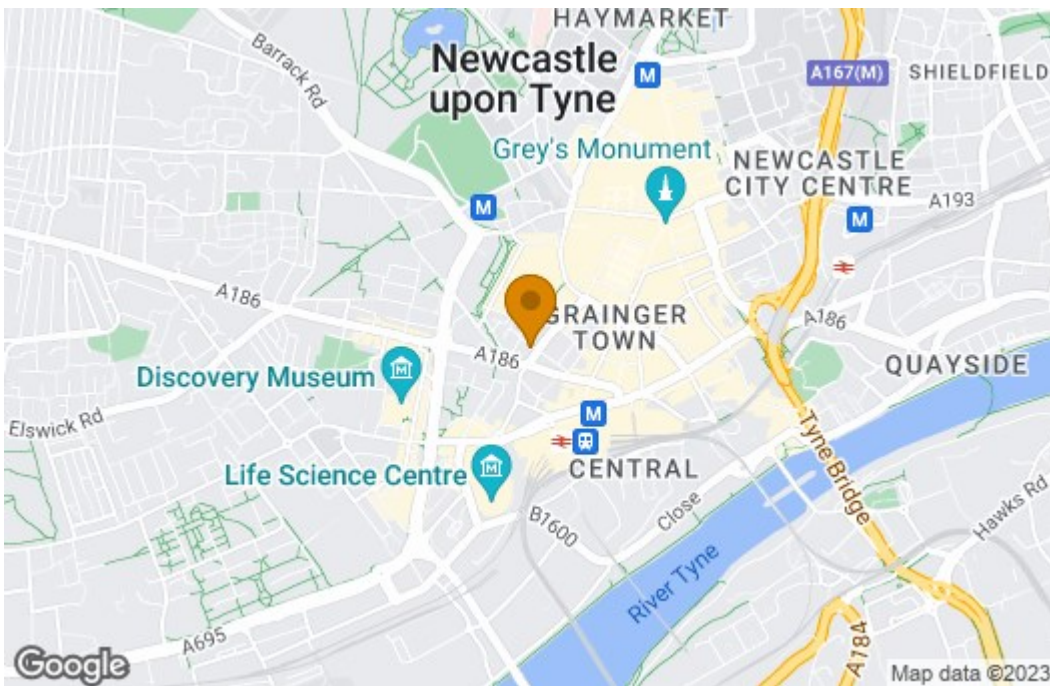 HAYMARKET
Barrack Rd
Newcastle
upon Tyne
M
A167(M)
SHIELDFIELD
Grey's Monument
NEWCASTLE
CITY CENTRE
M
M
A193
A186
GRAINGER
TOWN
A186
A186
QUAYSIDE
Discovery Museum
M
Elswick Rd
M
Tyne Bridge
Life Science Centre
M
CENTRAL
B1600
Close
Hawks Rd
River Tyne
A695
A184
Google
Map data ©2023